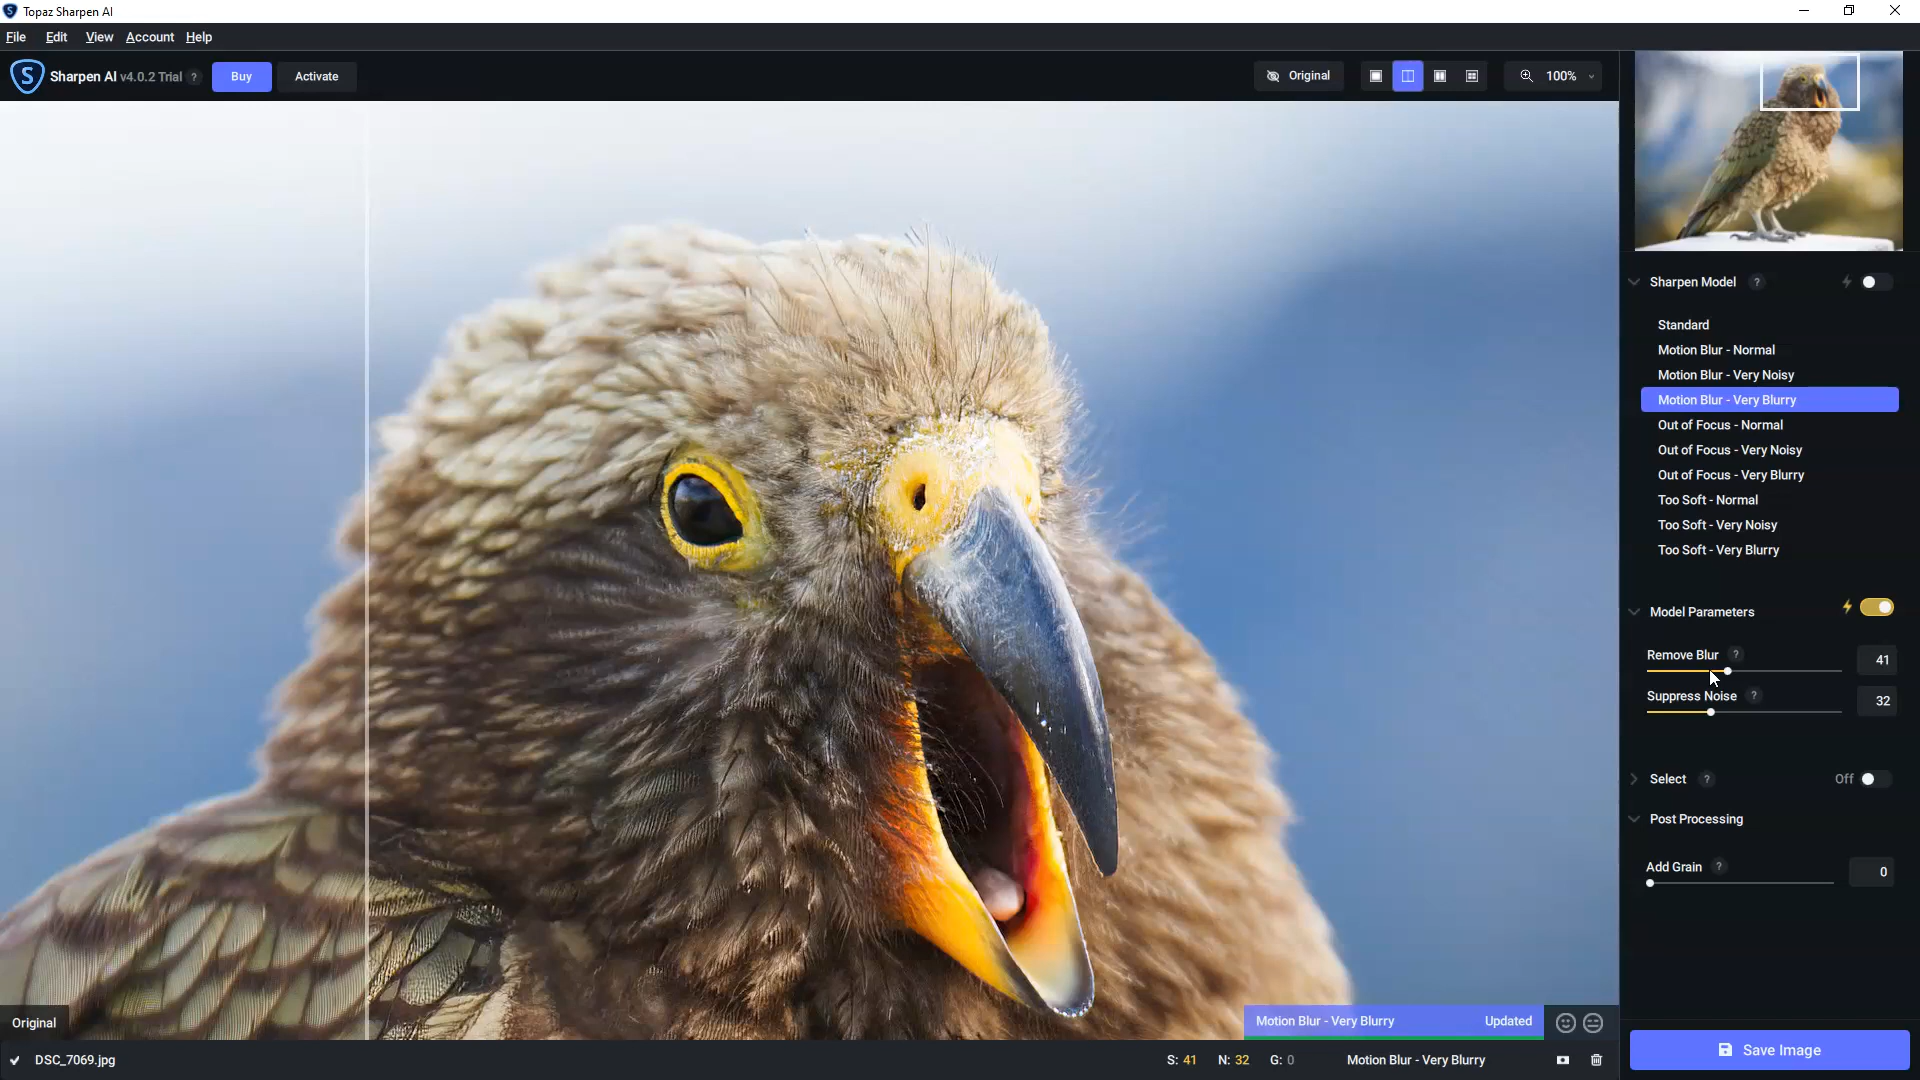 Topaz Sharpen AI
File Edit View Account Help
Sharpen AI v4.0.2 Trial ? Buy Activate Original 100%
Sharpen Model ?
Standard
Motion Blur - Normal
Motion Blur - Very Noisy
Motion Blur - Very Blurry
Out of Focus - Normal
Out of Focus - Very Noisy
Out of Focus - Very Blurry
Too Soft - Normal
Too Soft - Very Noisy
Too Soft - Very Blurry
Model Parameters
Remove Blur ? 41
Suppress Noise ? 32
Select ? Off
Post Processing
Add Grain ? 0
Original Motion Blur - Very Blurry Updated
DSC_7069.jpg S: 41 N: 32 G: 0 Motion Blur - Very Blurry
Save Image